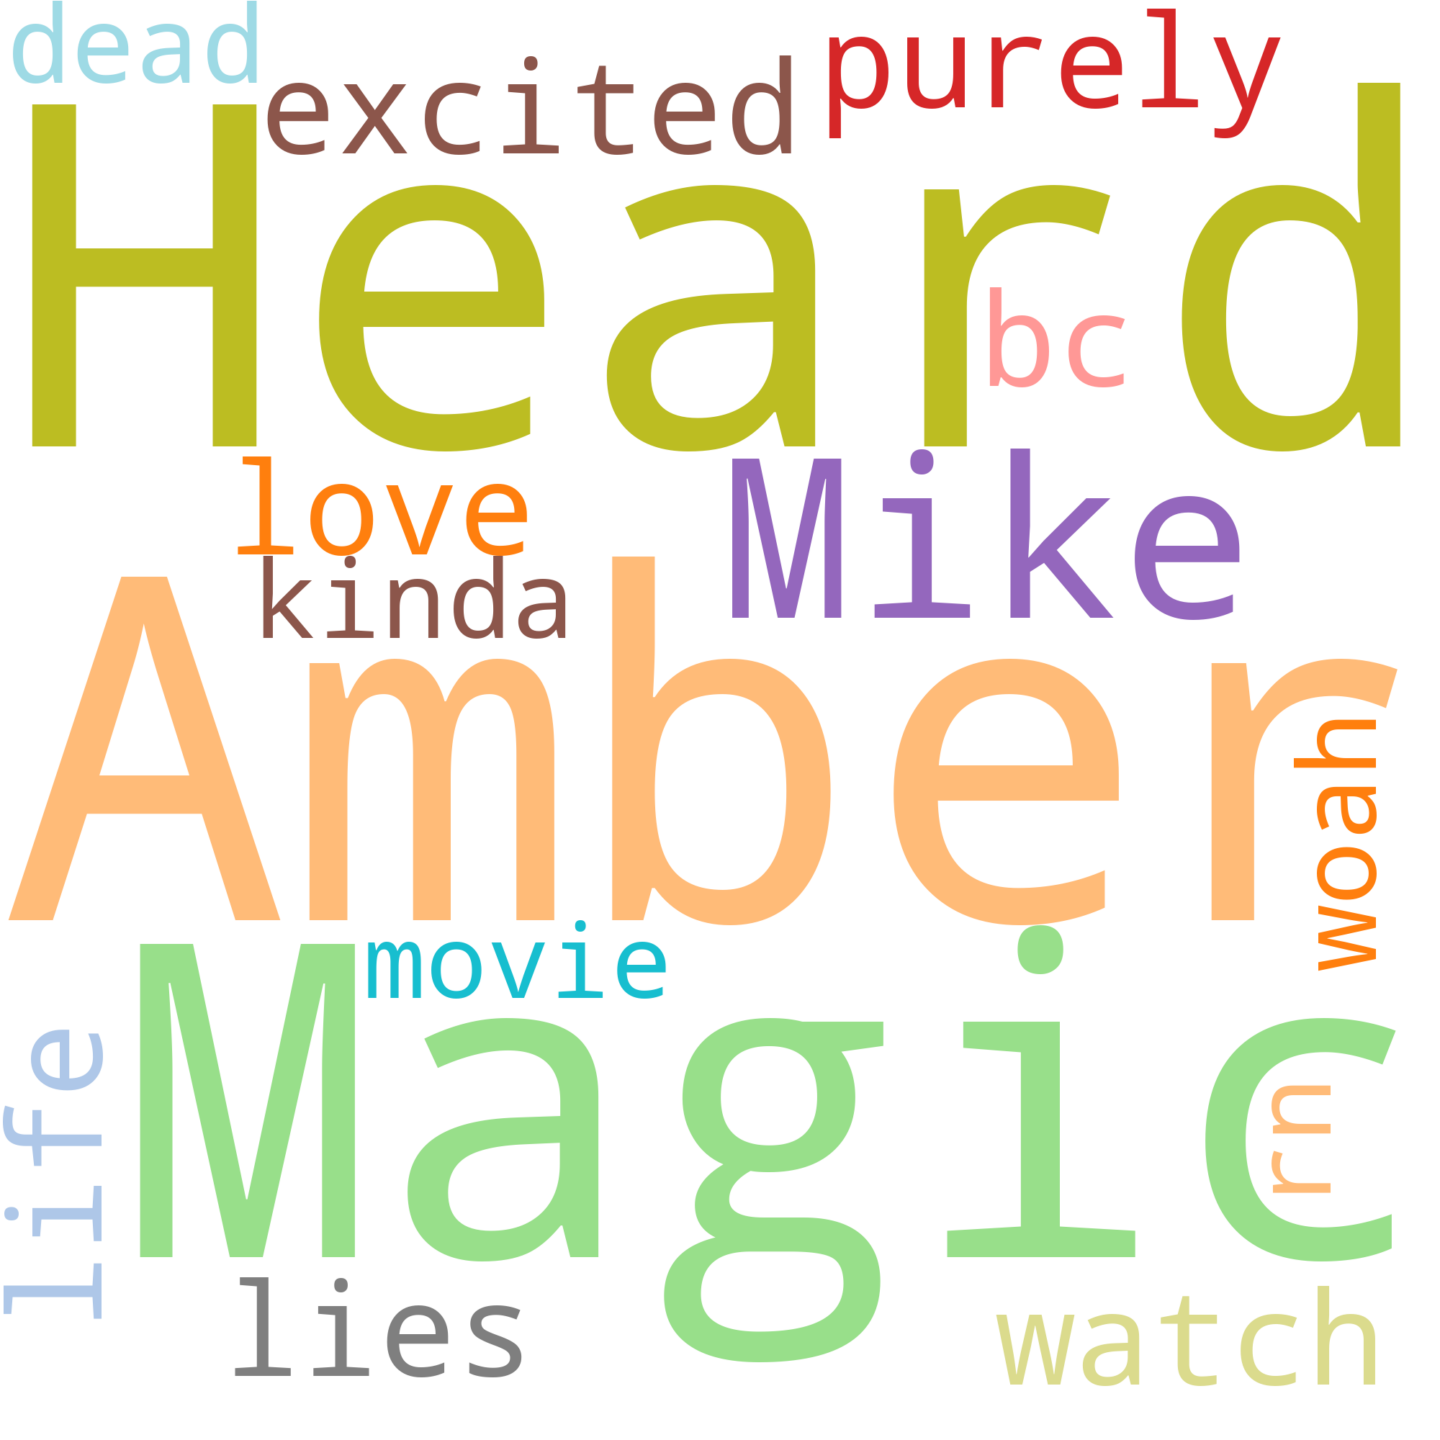 dead
excited
purely
Heard
bc
love
Mike
kinda
Amber
woah
movie
Magic
life
rn
lies
watch